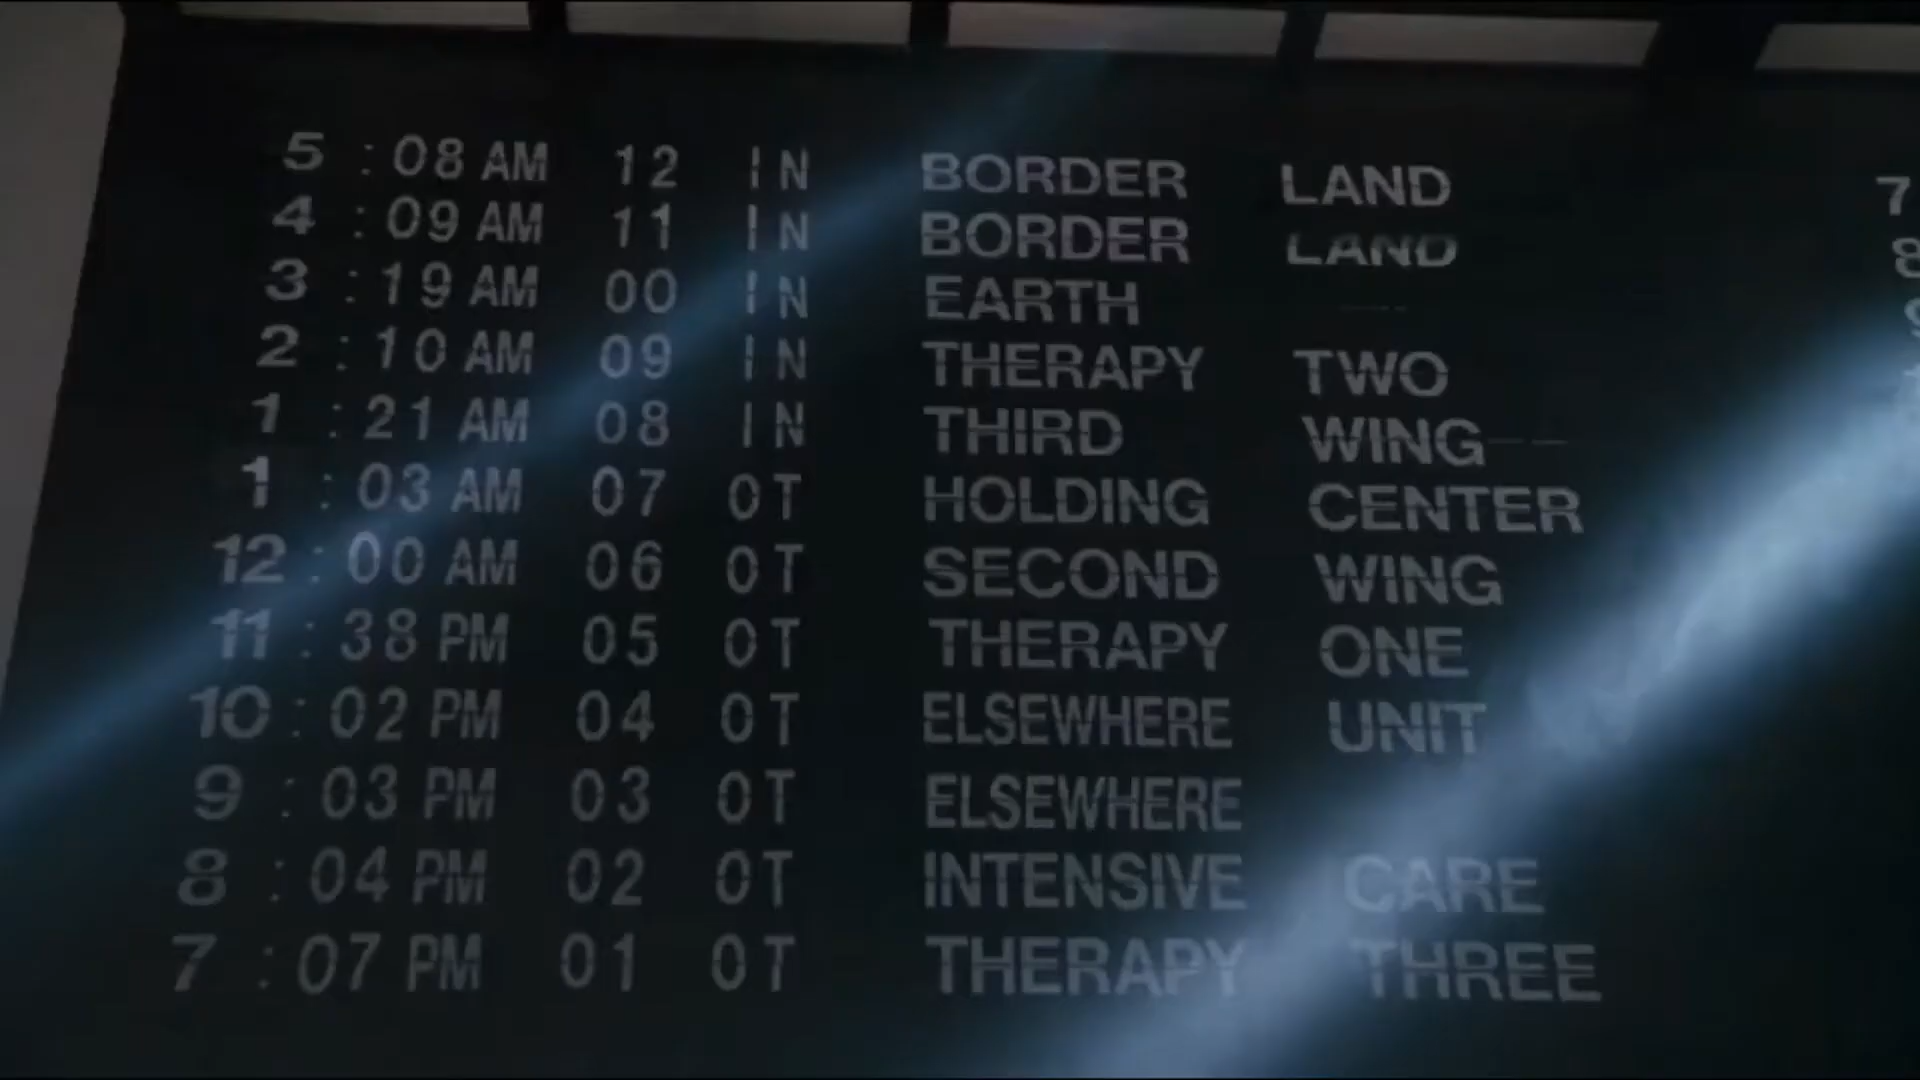 5 : 08 AM 12 IN BORDER LAND 7
4 : 09 AM 11 IN BORDER LAND 8
3 : 19 AM 00 IN EARTH
2 : 10 AM 09 IN THERAPY TWO
1 : 21 AM 08 IN THIRD WING
1 : 03 AM 07 OT HOLDING CENTER
12 : 00 AM 06 OT SECOND WING
11 : 38 PM 05 OT THERAPY ONE
10 : 02 PM 04 OT ELSEWHERE UNIT
9 : 03 PM 03 OT ELSEWHERE
8 : 04 PM 02 OT INTENSIVE CARE
7 : 07 PM 01 OT THERAPY THREE